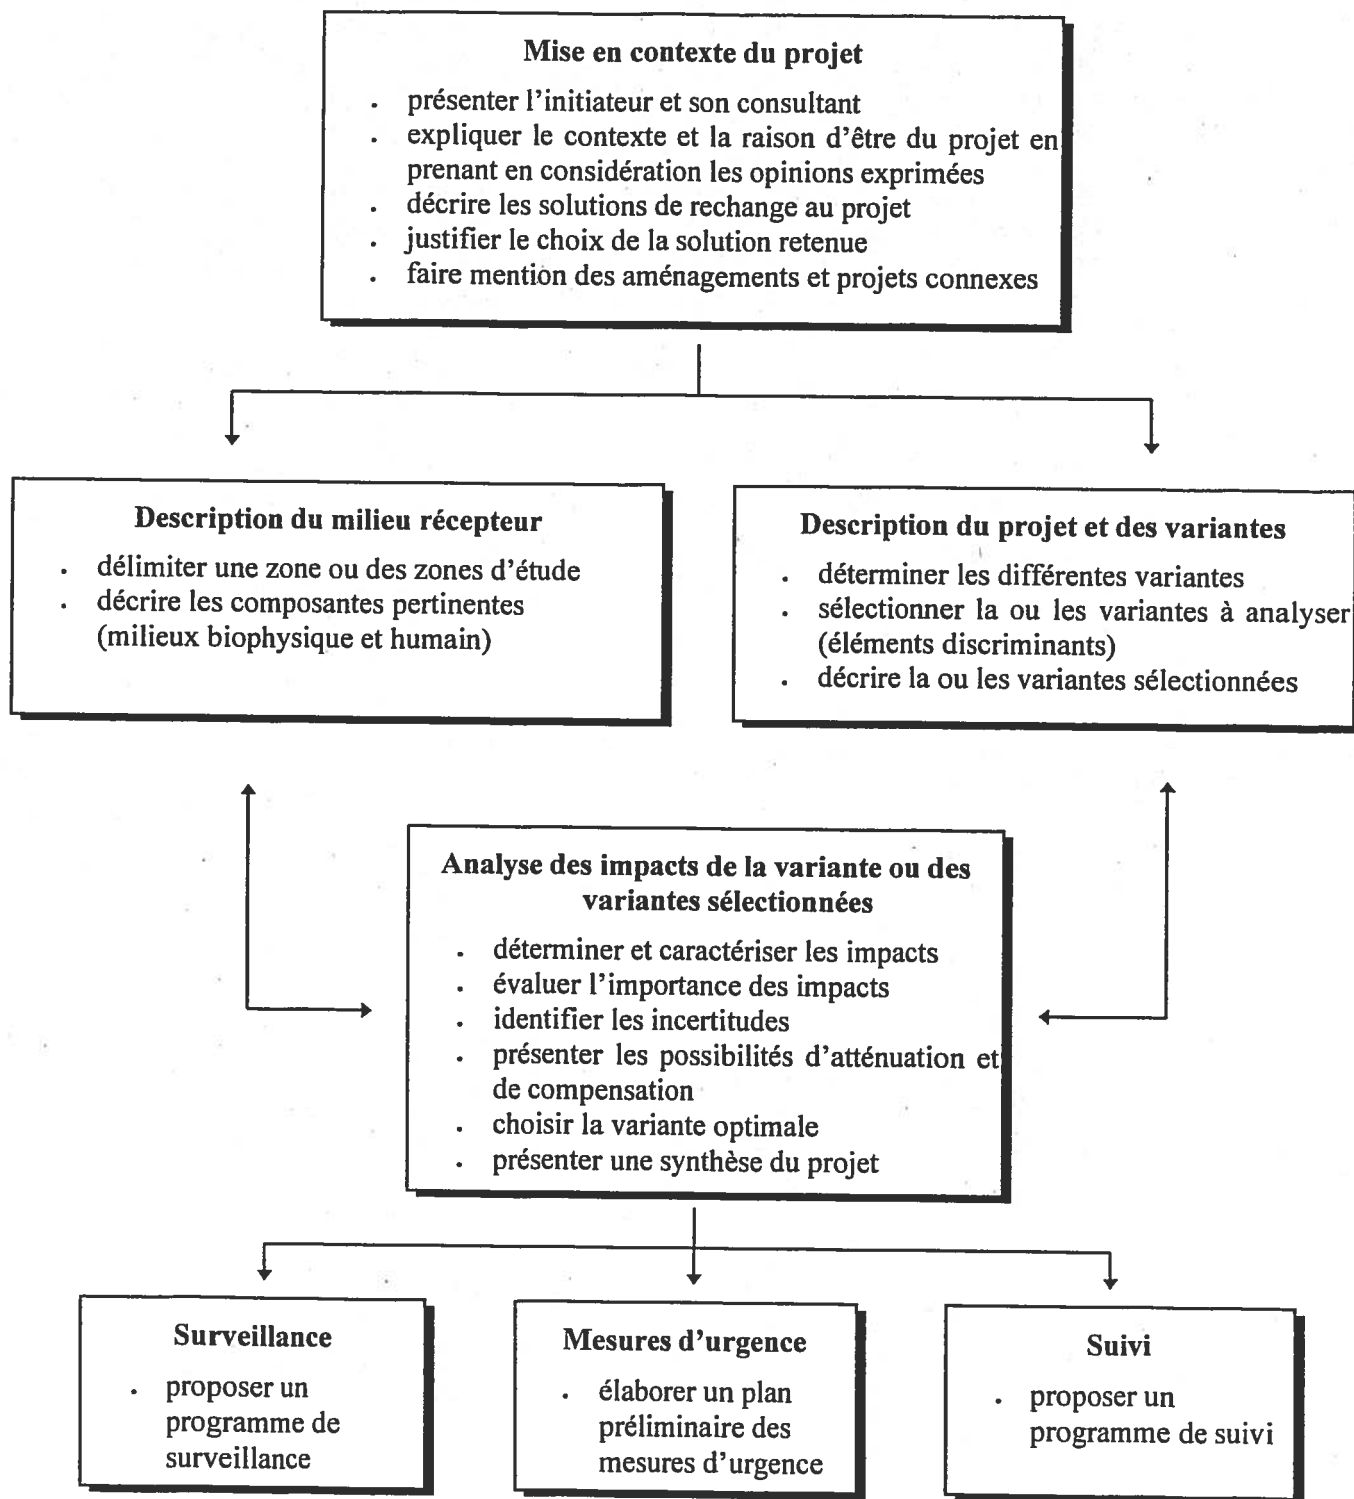 Mise en contexte du projet
. présenter l'initiateur et son consultant
. expliquer le contexte et la raison d'être du projet en
prenant en considération les opinions exprimées
. décrire les solutions de rechange au projet
. justifier le choix de la solution retenue
. faire mention des aménagements et projets connexes
Description du milieu récepteur
. délimiter une zone ou des zones d'étude
. décrire les composantes pertinentes
(milieux biophysique et humain)
Description du projet et des variantes
. déterminer les différentes variantes
. sélectionner la ou les variantes à analyser
(éléments discriminants)
. décrire la ou les variantes sélectionnées
Analyse des impacts de la variante ou des
variantes sélectionnées
. déterminer et caractériser les impacts
. évaluer l'importance des impacts
. identifier les incertitudes
. présenter les possibilités d'atténuation et
de compensation
. choisir la variante optimale
. présenter une synthèse du projet
Surveillance
. proposer un
programme de
surveillance
Mesures d'urgence
. élaborer un plan
préliminaire des
mesures d'urgence
Suivi
. proposer un
programme de suivi